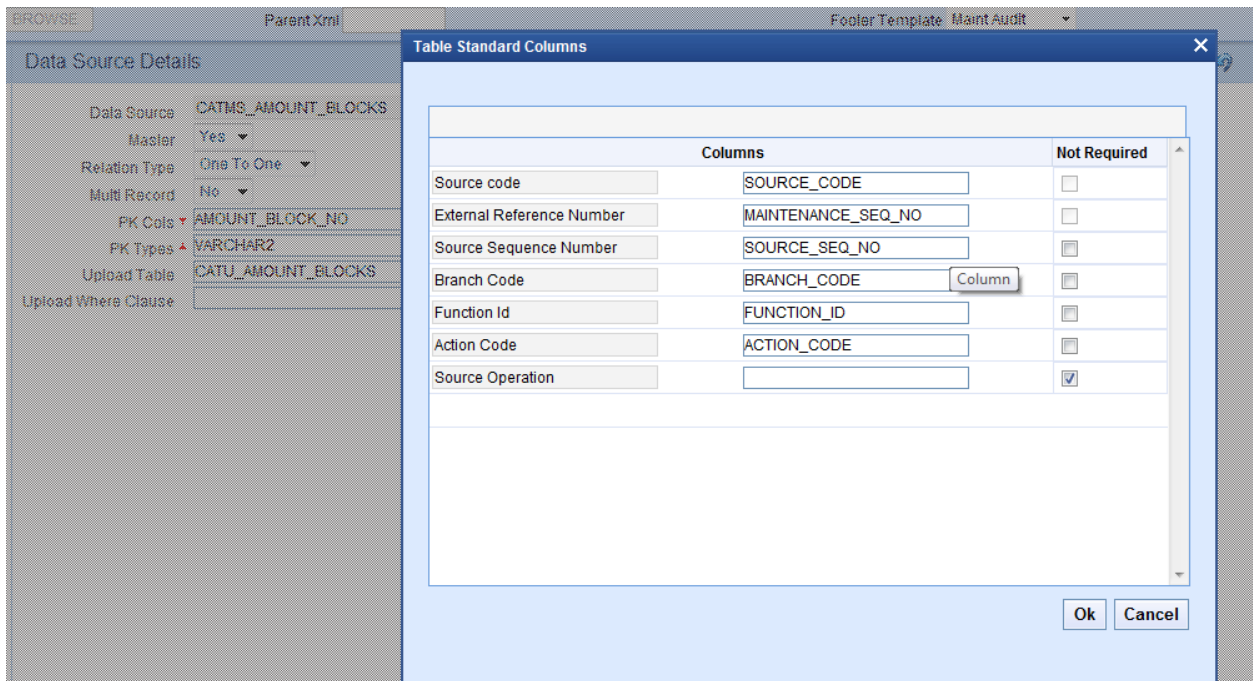 BROWSE Parent Xml Footer Template Maint Audit
Table Standard Columns
Data Source Details
Data Source CATMS_AMOUNT_BLOCKS
Master Yes
Relation Type One To One
Multi Record No
PK Cols AMOUNT_BLOCK_NO
PK Types VARCHAR2
Upload Table CATU_AMOUNT_BLOCKS
Upload Where Clause
Columns Not Required
Source code SOURCE_CODE
External Reference Number MAINTENANCE_SEQ_NO
Source Sequence Number SOURCE_SEQ_NO
Branch Code BRANCH_CODE Column
Function Id FUNCTION_ID
Action Code ACTION_CODE
Source Operation
Ok Cancel